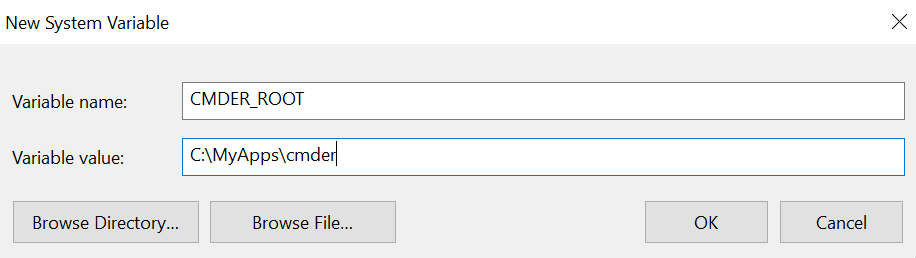 New System Variable
Variable name: CMDER_ROOT
Variable value: C:\MyApps\cmder
Browse Directory... Browse File... OK Cancel